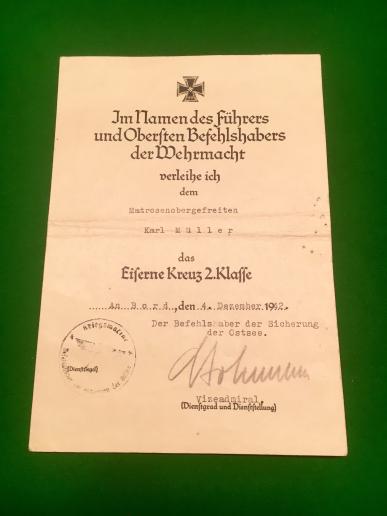 Im Namen des Führers
und Obersten Befehlshabers
der Wehrmacht
verleihe ich
dem
Matrosenobergefreiten
Karl Müller
das
Eiserne Kreuz 2. Klasse
An Bord, den 4. Dezember 1942.
Der Befehlshaber der Sicherung
der Ostsee.
Kriegsmarine
(Dienstsiegel)
Vizeadmiral
(Dienstgrad und Dienststellung)